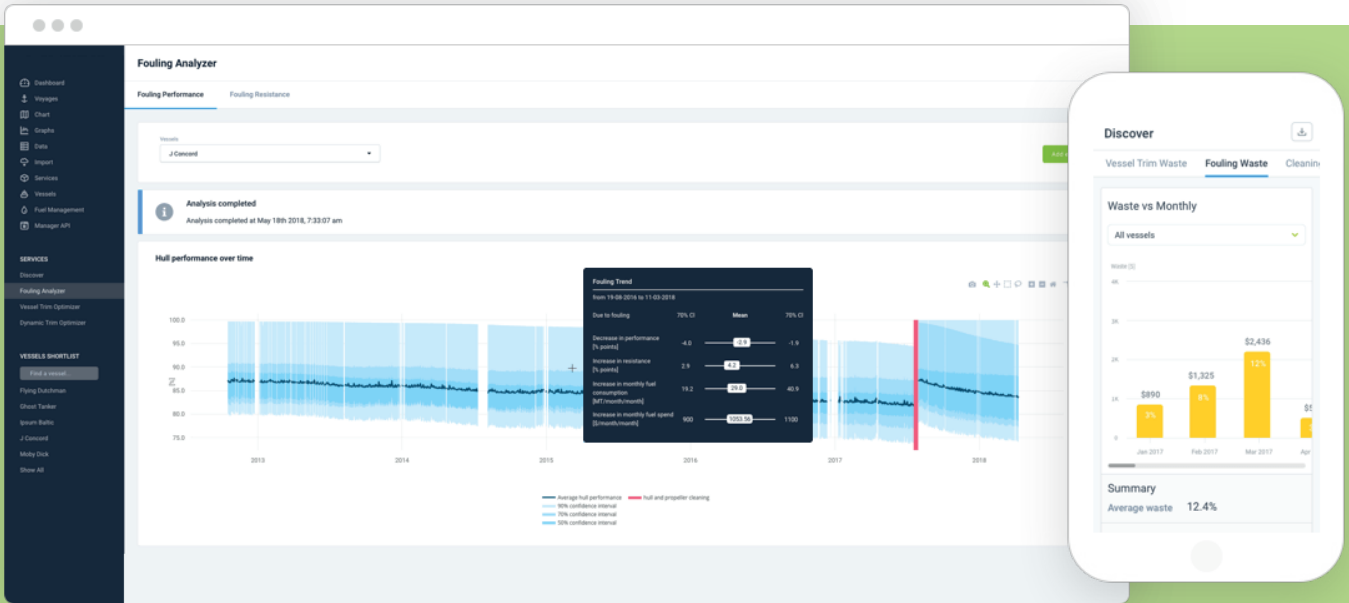 Fouling Analyzer
Fouling Performance
Fouling Resistance
Dashboard
Voyages
Chart
Graphs
Data
Import
Services
Vessels
Fuel Management
Manager API
SERVICES
Discover
Fouling Analyzer
Vessel Trim Optimizer
Dynamic Trim Optimizer
VESSELS SHORTLIST
Find a vessel...
Flying Dutchman
Ghost Tanker
Ipsum Baltic
J Concord
Moby Dick
Show All
Vessels
J Concord
Analysis completed
Analysis completed at May 18th 2018, 7:33:07 am
Hull performance over time
100.0
95.0
90.0
85.0
80.0
75.0
[%]
2013
2014
2015
2016
2017
2018
Fouling Trend
from 19-08-2016 to 11-03-2018
Due to fouling 70% CI Mean 70% CI
Decrease in performance
[% points]
-4.0 -2.9 -1.9
Increase in resistance
[% points]
2.9 4.2 6.3
Increase in monthly fuel
consumption
[MT/month/month]
19.2 29.0 40.9
Increase in monthly fuel spend
[$/month/month]
900 1053.56 1100
Average hull performance
hull and propeller cleaning
90% confidence interval
70% confidence interval
50% confidence interval
Discover
Vessel Trim Waste
Fouling Waste
Cleanin
Waste vs Monthly
All vessels
Waste [$]
4K
3K
2K
1K
0
$890
3%
$1,325
8%
$2,436
12%
Jan 2017
Feb 2017
Mar 2017
Apr
Summary
Average waste 12.4%